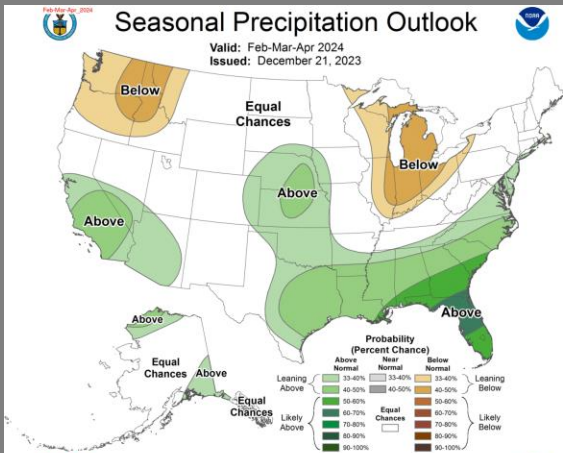 Feb-Mar-Apr_2024
Seasonal Precipitation Outlook
NOAA
Valid: Feb-Mar-Apr 2024
Issued: December 21, 2023
Below
Equal
Chances
Above
Above
Below
Above
Above
Equal
Chances
Above
Equal
Chances
Probability
(Percent Chance)
Above
Normal
Near
Normal
Below
Normal
Leaning
Above
33-40%
33-40%
33-40%
Leaning
Below
40-50%
40-50%
40-50%
Likely
Above
50-60%
50-60%
Likely
Below
60-70%
60-70%
Equal
Chances
70-80%
70-80%
80-90%
80-90%
90-100%
90-100%